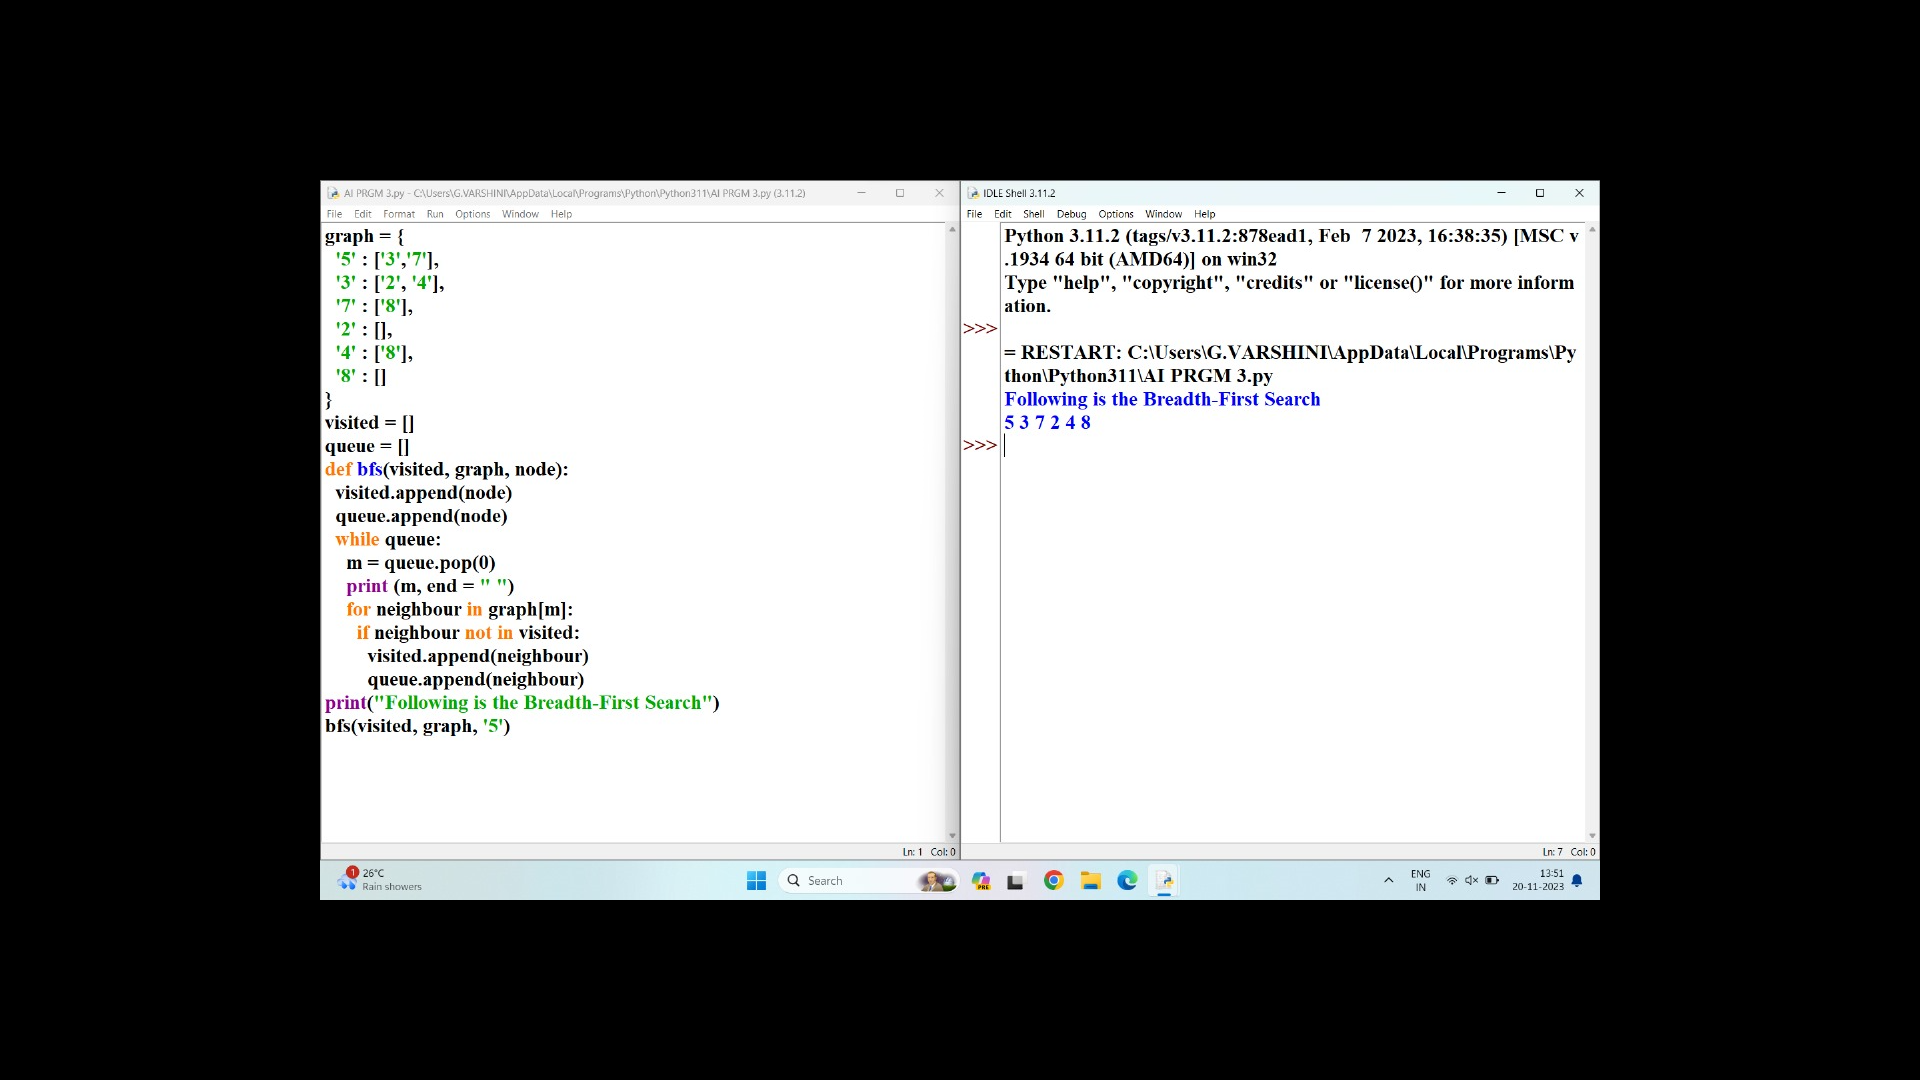 AI PRGM 3.py - C:\Users\G.VARSHINI\AppData\Local\Programs\Python\Python311\AI PRGM 3.py (3.11.2)
File Edit Format Run Options Window Help
graph = {
'5' : ['3','7'],
'3' : ['2', '4'],
'7' : ['8'],
'2' : [],
'4' : ['8'],
'8' : []
}
visited = []
queue = []
def bfs(visited, graph, node):
visited.append(node)
queue.append(node)
while queue:
m = queue.pop(0)
print (m, end = " ")
for neighbour in graph[m]:
if neighbour not in visited:
visited.append(neighbour)
queue.append(neighbour)
print("Following is the Breadth-First Search")
bfs(visited, graph, '5')
Ln: 1 Col: 0
IDLE Shell 3.11.2
File Edit Shell Debug Options Window Help
Python 3.11.2 (tags/v3.11.2:878ead1, Feb  7 2023, 16:38:35) [MSC v
.1934 64 bit (AMD64)] on win32
Type "help", "copyright", "credits" or "license()" for more inform
ation.
>>>
= RESTART: C:\Users\G.VARSHINI\AppData\Local\Programs\Py
thon\Python311\AI PRGM 3.py
Following is the Breadth-First Search
5 3 7 2 4 8
>>>
Ln: 7 Col: 0
1
26°C
Rain showers
Search
PRE
ENG
IN
13:51
20-11-2023